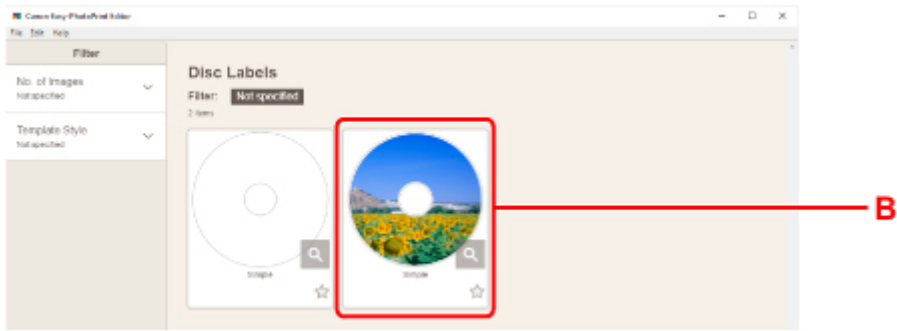 Canon Easy-PhotoPrint Editor
File Edit Help
Filter
No. of Images
Not specified
Template Style
Not specified
Disc Labels
Filter: Not specified
2 items
Simple
Simple
B